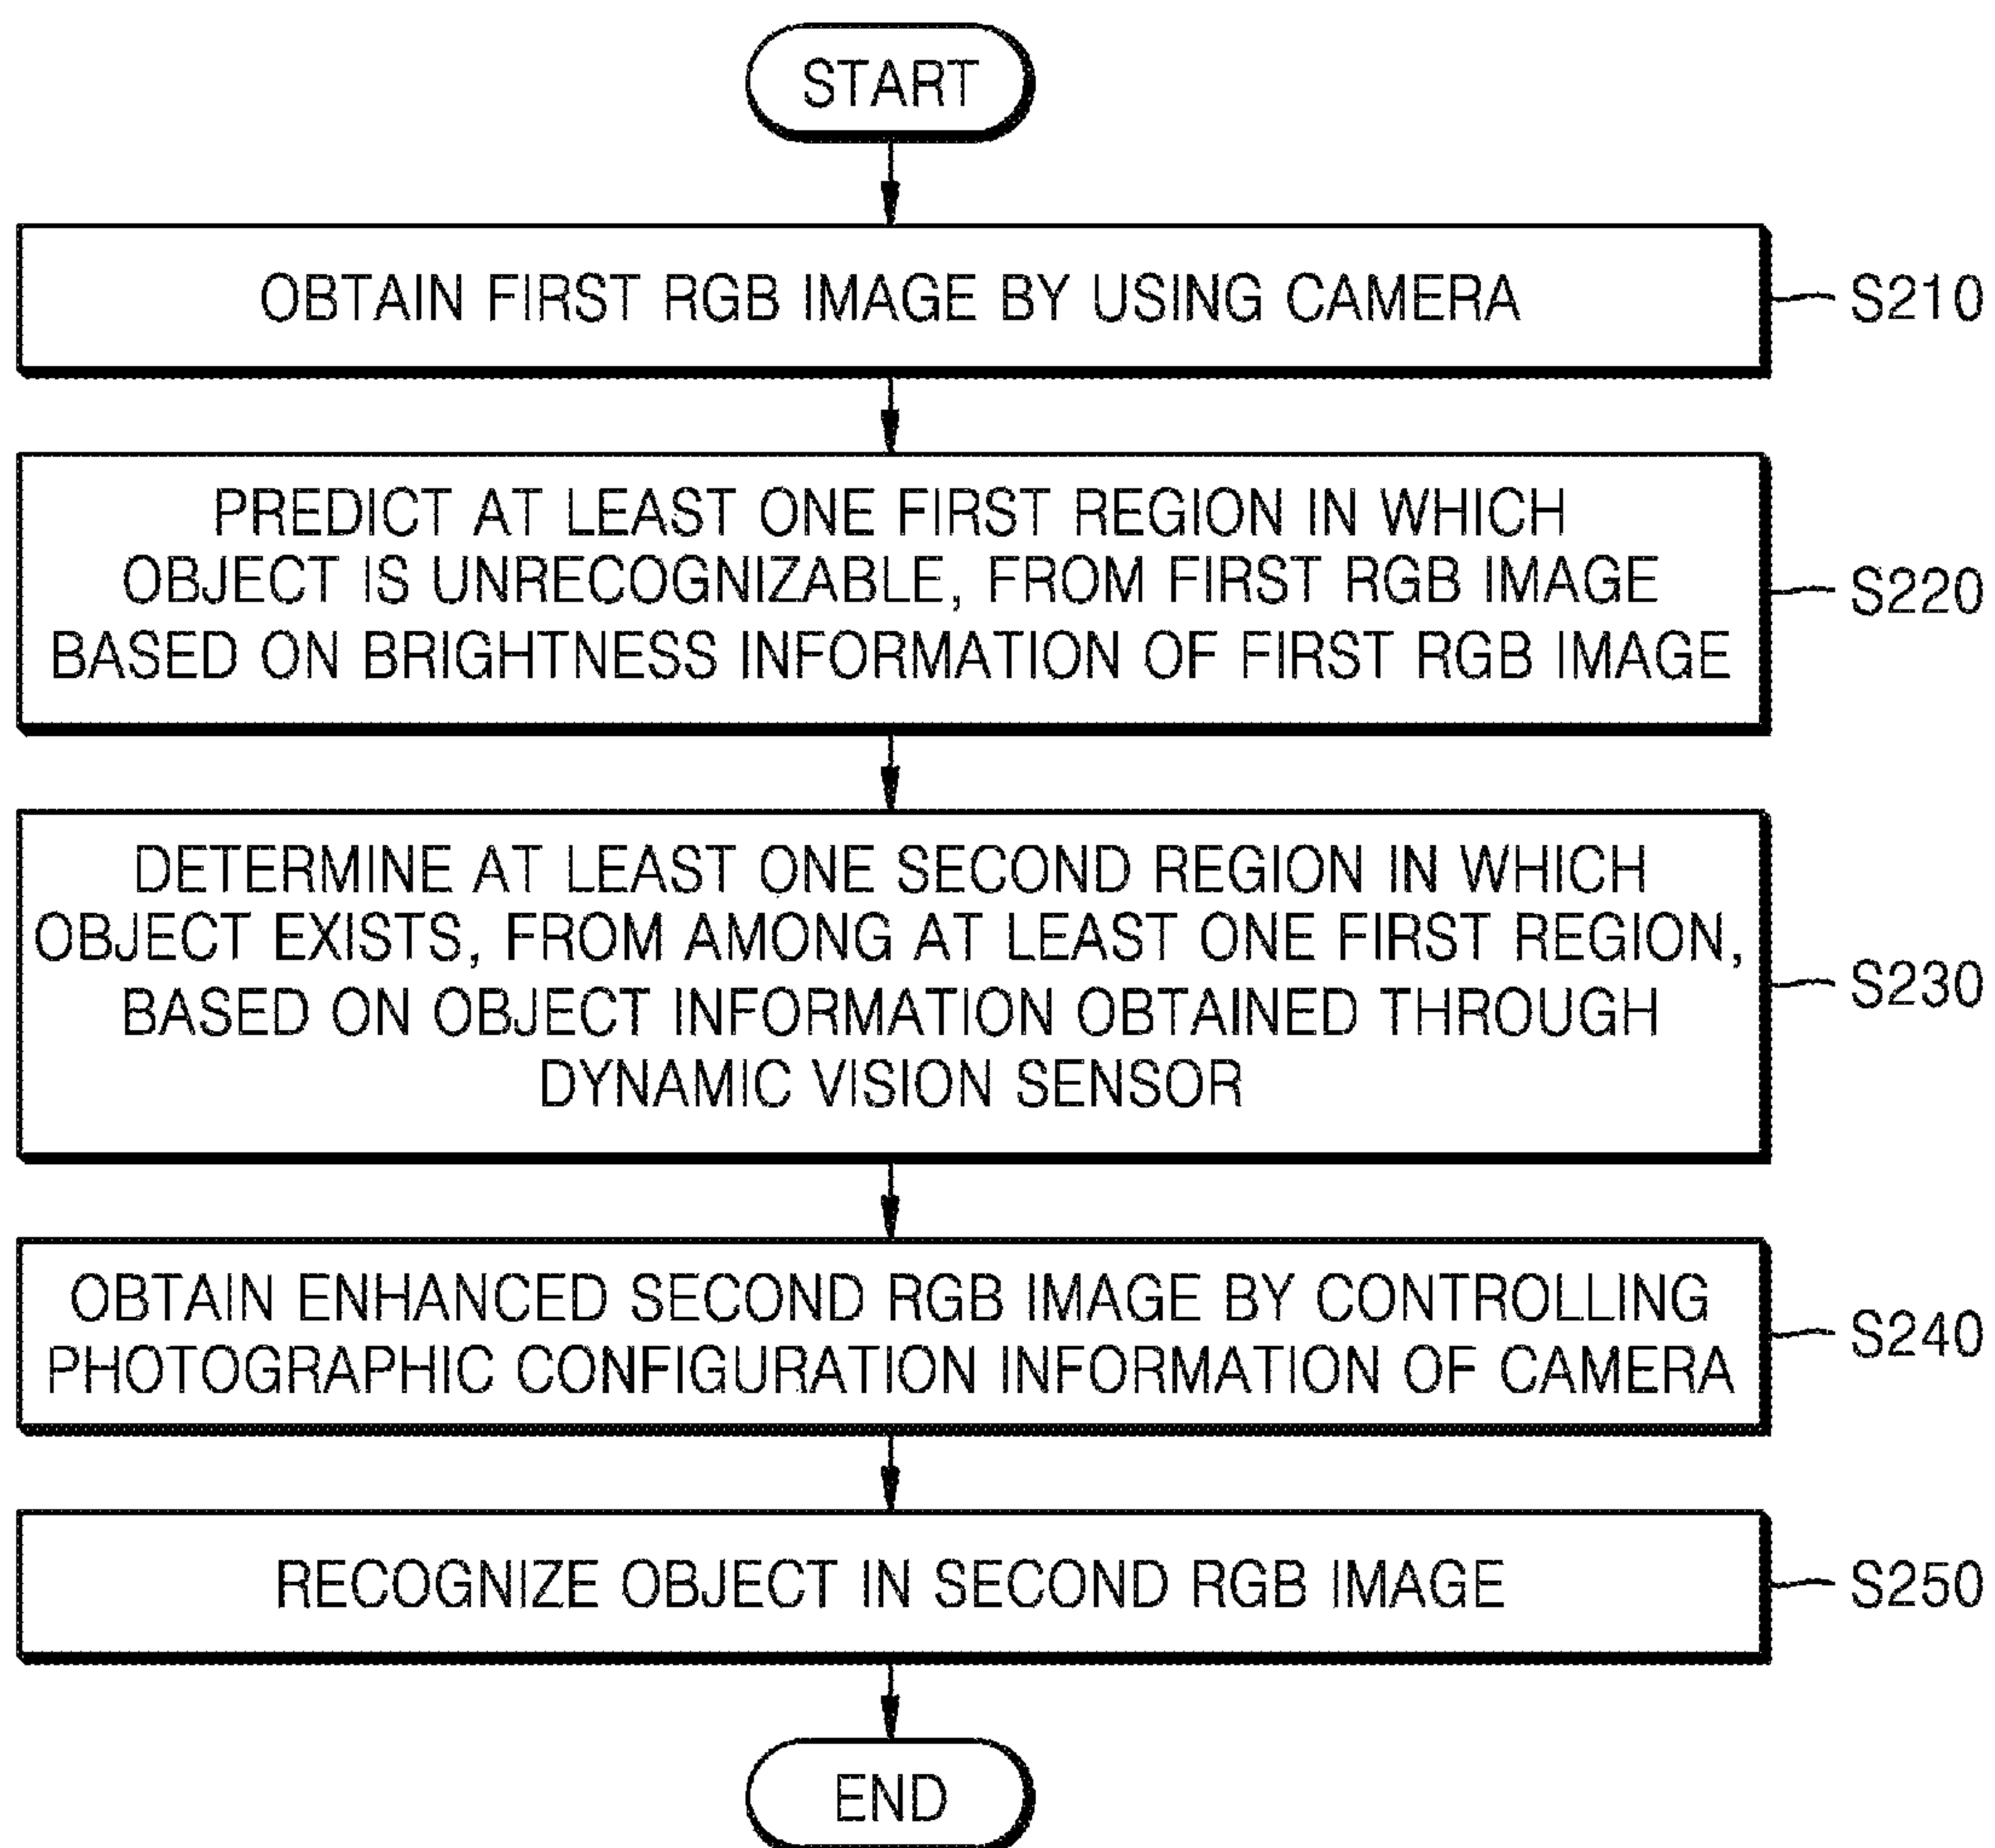 START
OBTAIN FIRST RGB IMAGE BY USING CAMERA
S210
PREDICT AT LEAST ONE FIRST REGION IN WHICH
OBJECT IS UNRECOGNIZABLE, FROM FIRST RGB IMAGE
BASED ON BRIGHTNESS INFORMATION OF FIRST RGB IMAGE
S220
DETERMINE AT LEAST ONE SECOND REGION IN WHICH
OBJECT EXISTS, FROM AMONG AT LEAST ONE FIRST REGION,
BASED ON OBJECT INFORMATION OBTAINED THROUGH
DYNAMIC VISION SENSOR
S230
OBTAIN ENHANCED SECOND RGB IMAGE BY CONTROLLING
PHOTOGRAPHIC CONFIGURATION INFORMATION OF CAMERA
S240
RECOGNIZE OBJECT IN SECOND RGB IMAGE
S250
END